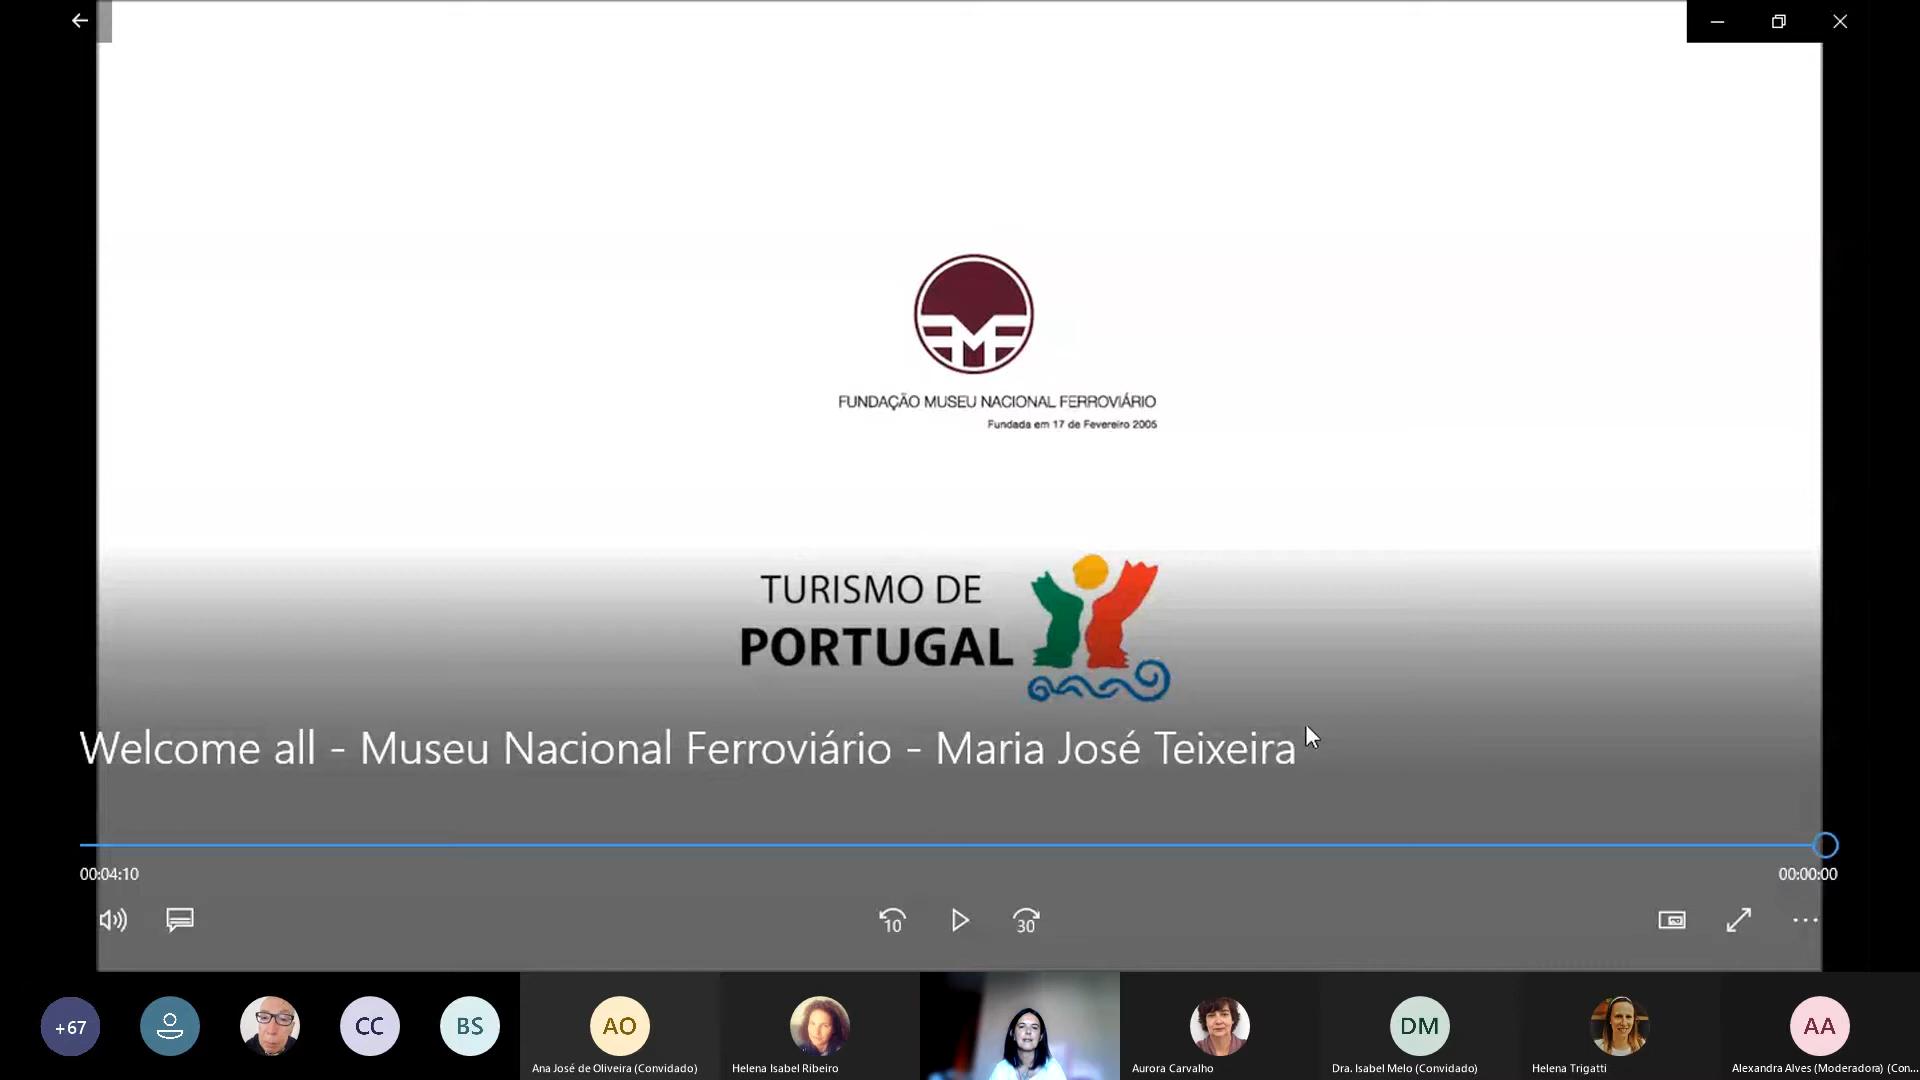 FUNDAÇÃO MUSEU NACIONAL FERROVIÁRIO
Fundada em 17 de Fevereiro 2005
TURISMO DE
PORTUGAL
Welcome all - Museu Nacional Ferroviário - Maria José Teixeira
00:04:10
00:00:00
10
30
+67
CC
BS
AO
DM
AA
Ana José de Oliveira (Convidado)
Helena Isabel Ribeiro
Aurora Carvalho
Dra. Isabel Melo (Convidado)
Helena Trigatti
Alexandra Alves (Moderadora) (Con...